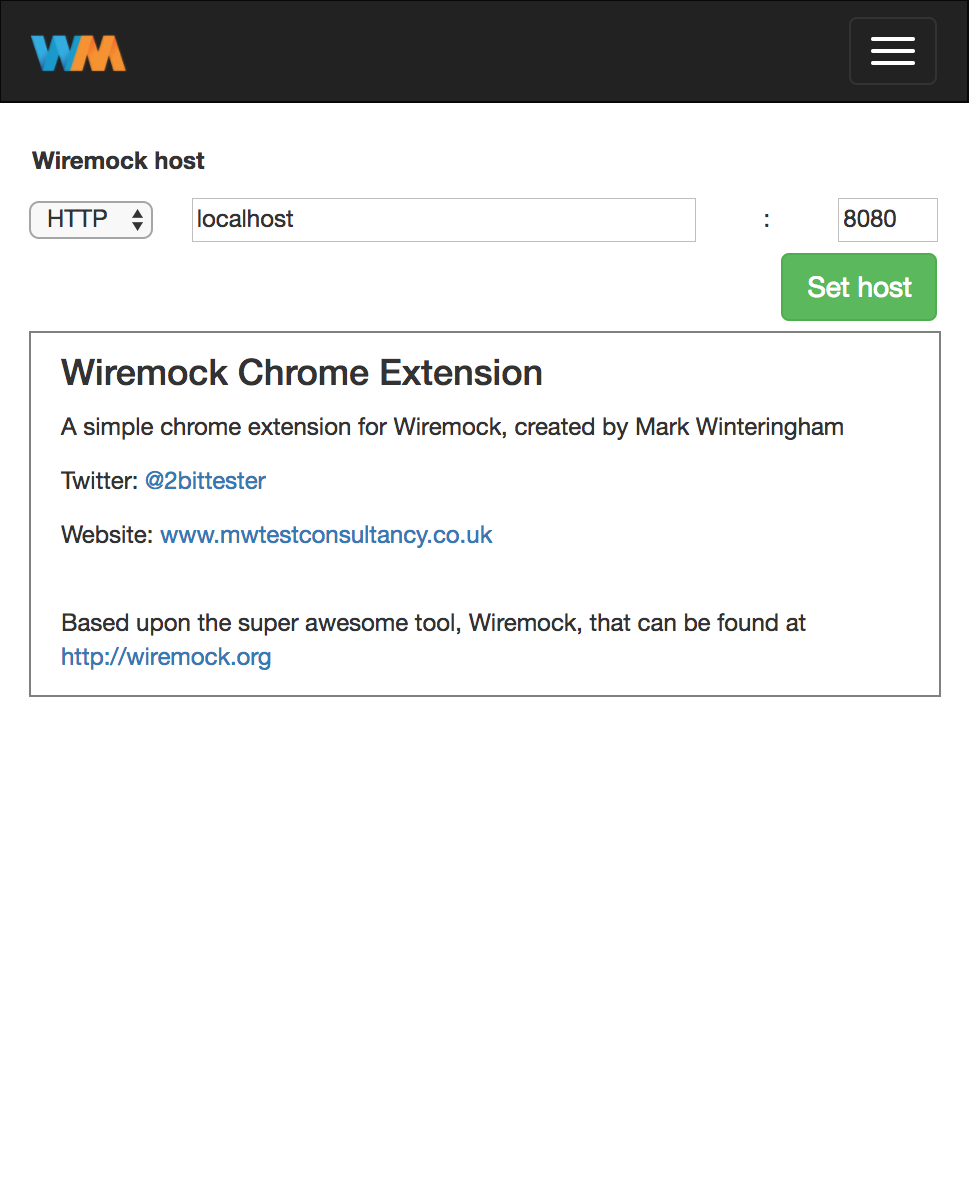 WM
Wiremock host
HTTP localhost : 8080
Set host
Wiremock Chrome Extension
A simple chrome extension for Wiremock, created by Mark Winteringham
Twitter: @2bittester
Website: www.mwtestconsultancy.co.uk
Based upon the super awesome tool, Wiremock, that can be found at
http://wiremock.org